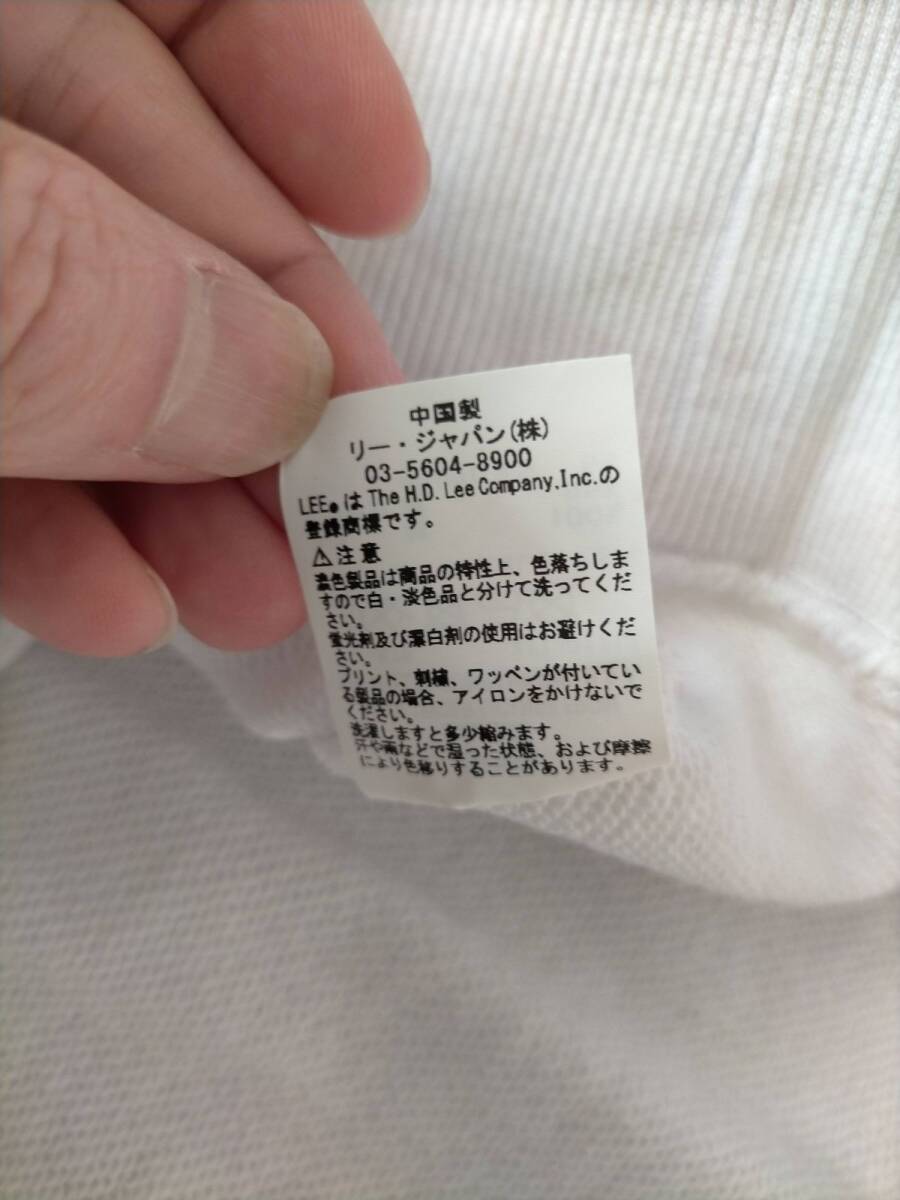 中国製
リー・ジャパン(株)
03-5604-8900
LEE®は The H.D. Lee Company,Inc.の
登録商標です。
⚠注意
濃色製品は商品の特性上、色落ちしま
すので白・淡色品と分けて洗ってくだ
さい。
蛍光剤及び漂白剤の使用はお避けくだ
さい。
プリント、刺繍、ワッペンが付いてい
る製品の場合、アイロンをかけないで
ください。
洗濯しますと多少縮みます。
汗や雨などで湿った状態、および摩擦
により色移りすることがあります。